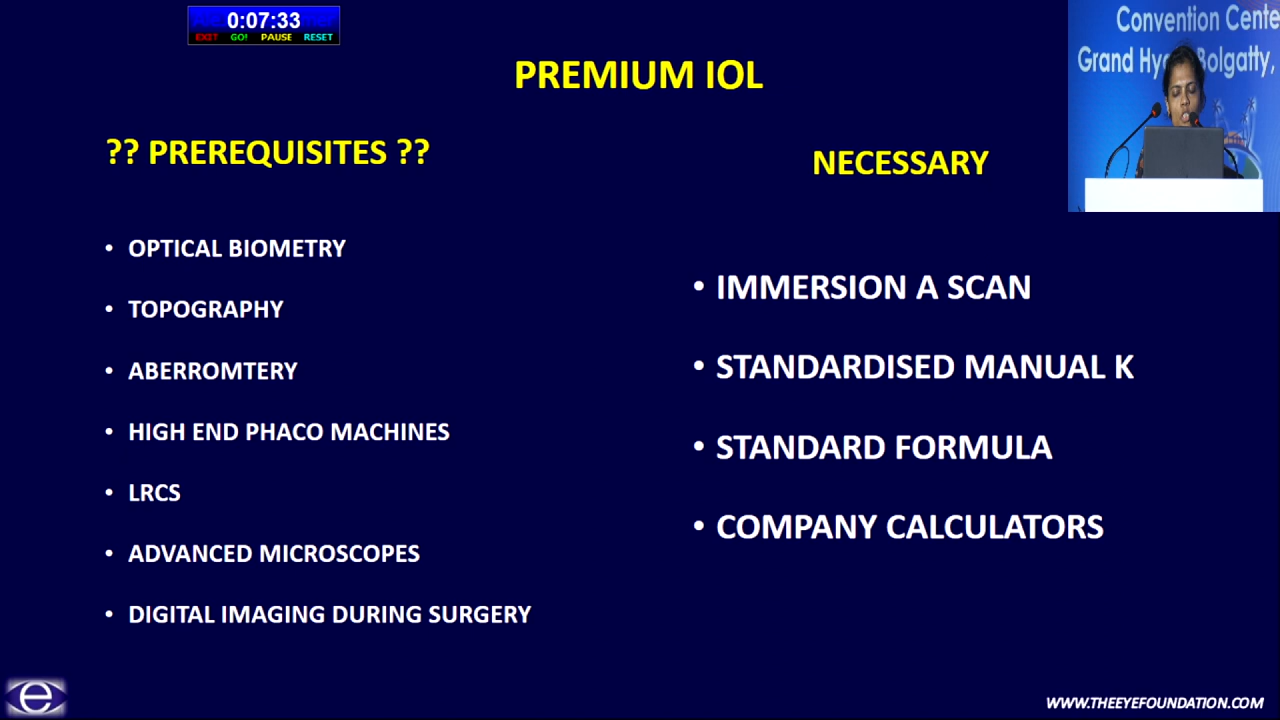 0:07:33
EXIT GO! PAUSE RESET
PREMIUM IOL
Convention Cente
Grand Hy Bolgatty,
?? PREREQUISITES ??
• OPTICAL BIOMETRY
• TOPOGRAPHY
• ABERROMTERY
• HIGH END PHACO MACHINES
• LRCS
• ADVANCED MICROSCOPES
• DIGITAL IMAGING DURING SURGERY
NECESSARY
• IMMERSION A SCAN
• STANDARDISED MANUAL K
• STANDARD FORMULA
• COMPANY CALCULATORS
e
WWW.THEEYEFOUNDATION.COM